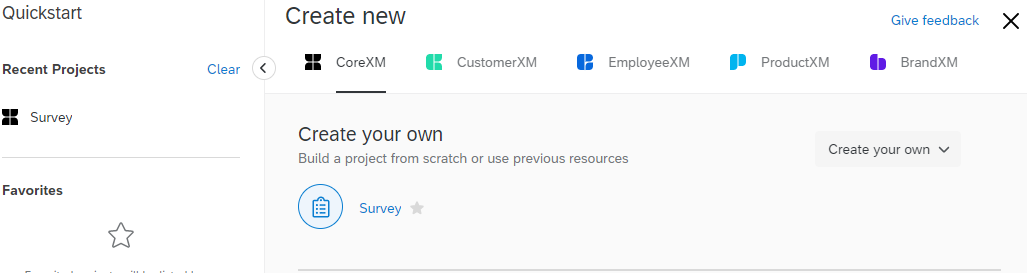 Quickstart
Recent Projects Clear
Survey
Favorites
Create new
Give feedback
CoreXM CustomerXM EmployeeXM ProductXM BrandXM
Create your own
Build a project from scratch or use previous resources
Create your own
Survey